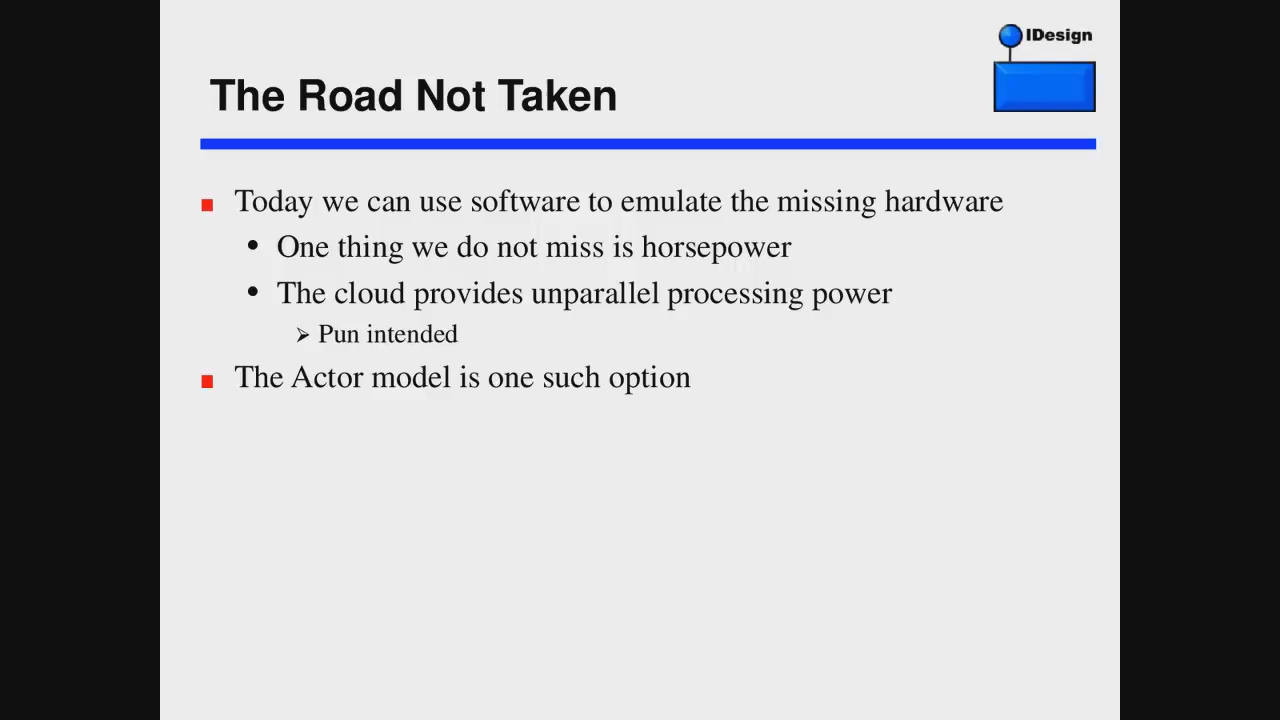 IDesign
The Road Not Taken
Today we can use software to emulate the missing hardware
One thing we do not miss is horsepower
The cloud provides unparallel processing power
Pun intended
The Actor model is one such option